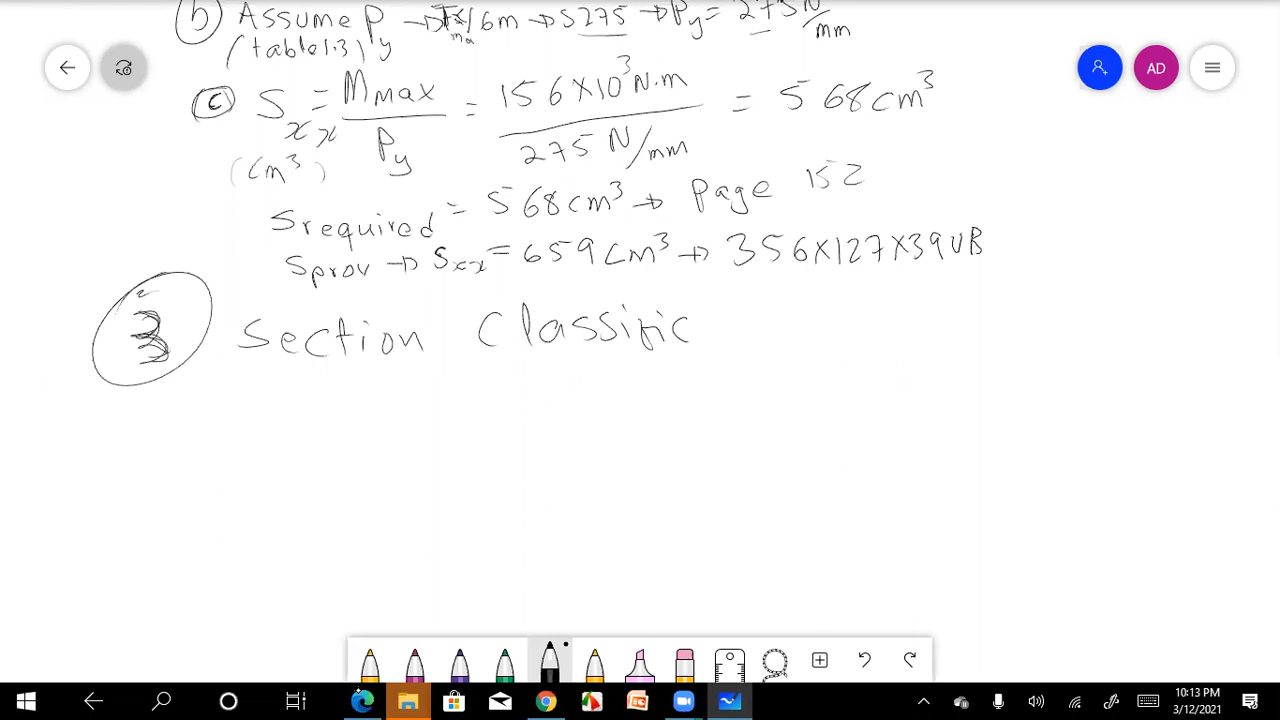 b) Assume Py → /16m → S275 → Py = 275 N/mm
(table 1.3)
AD
c) Sxx = Mmax/Py = 156×10³ N.m / 275 N/mm = 568 cm³
(cm³)
Srequired = 568 cm³ → Page 152
Sprov → Sxx = 659 cm³ → 356×127×39 UB
3 Section Classific
10:13 PM
3/12/2021